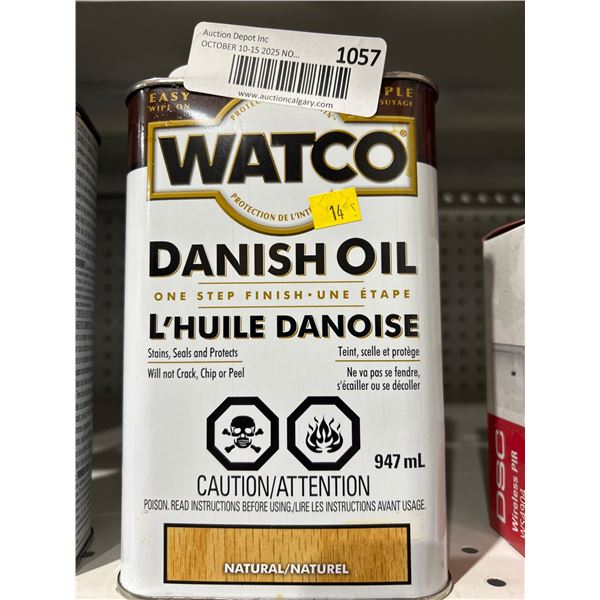 Auction Depot Inc
OCTOBER 10-15 2025 NO...
1057
www.auctioncalgary.com
EASY
WIPE ON
PLE
SUYAGE
WATCO
PROTECTION DE L'INT
14
DANISH OIL
ONE STEP FINISH • UNE ÉTAPE
L'HUILE DANOISE
Stains, Seals and Protects
Teint, scelle et protège
Will not Crack, Chip or Peel
Ne va pas se fendre,
s'écailler ou se décoller
947 mL
CAUTION/ATTENTION
POISON. READ INSTRUCTIONS BEFORE USING./LIRE LES INSTRUCTIONS AVANT USAGE.
NATURAL/NATUREL
DSC
Wireless PIR
WS4904